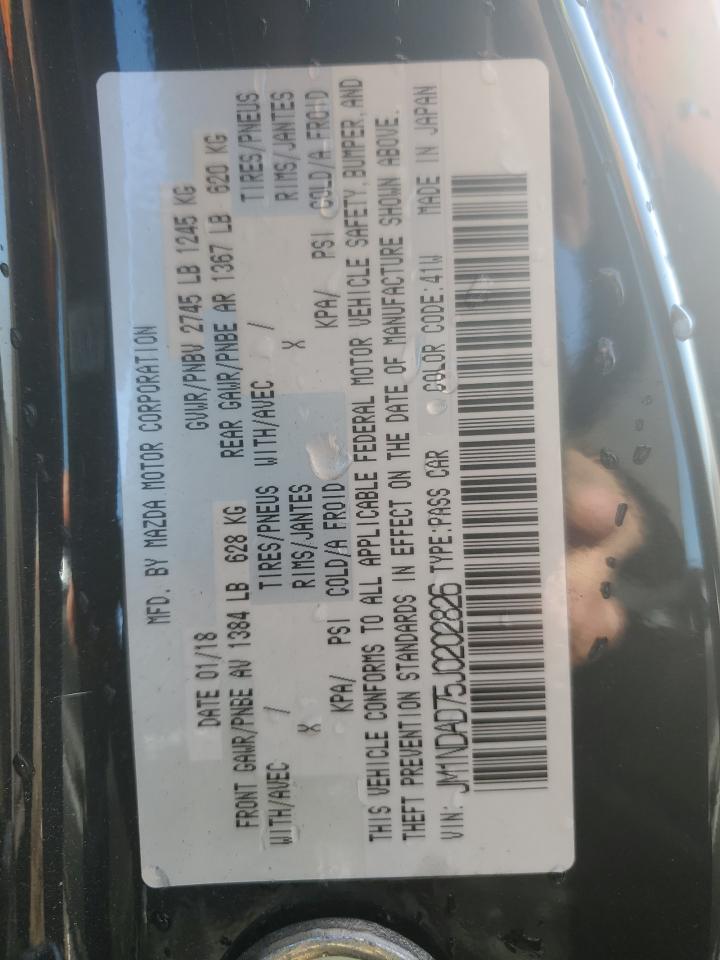 MFD. BY MAZDA MOTOR CORPORATION
DATE 01/18 GVWR/PNBV 2745 LB 1245 KG
FRONT GAWR/PNBE AV 1384 LB 628 KG REAR GAWR/PNBE AR 1367 LB 620 KG
WITH/AVEC / TIRES/PNEUS WITH/AVEC / TIRES/PNEUS
X RIMS/JANTES X RIMS/JANTES
KPA/ PSI COLD/A FROID KPA/ PSI COLD/A FROID
THIS VEHICLE CONFORMS TO ALL APPLICABLE FEDERAL MOTOR VEHICLE SAFETY, BUMPER, AND
THEFT PREVENTION STANDARDS IN EFFECT ON THE DATE OF MANUFACTURE SHOWN ABOVE.
VIN: JM1NDAD75J0202826 TYPE:PASS CAR COLOR CODE:41W MADE IN JAPAN